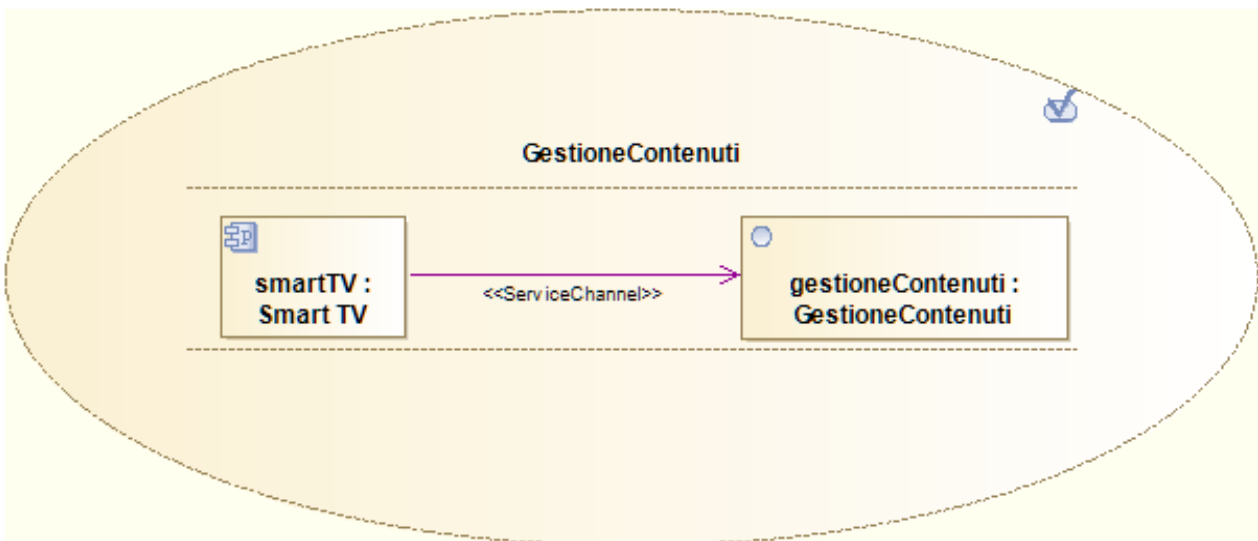 GestioneContenuti
P
smartTV :
Smart TV
<<ServiceChannel>>
gestioneContenuti :
GestioneContenuti